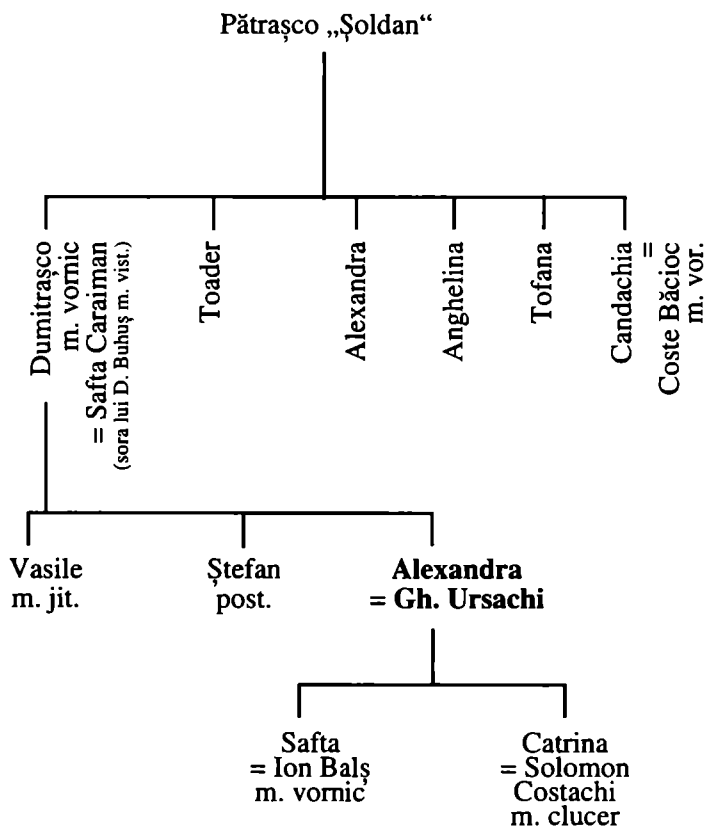 Pătrașco „Șoldan“
Dumitrașco
m. vornic
= Safta Caraiman
(sora lui D. Buhuș m. vist.)
Toader
Alexandra
Anghelina
Tofana
Candachia
=
Coste Băcioc
m. vor.
Vasile
m. jit.
Ștefan
post.
Alexandra
= Gh. Ursachi
Safta
= Ion Balș
m. vornic
Catrina
= Solomon
Costachi
m. clucer